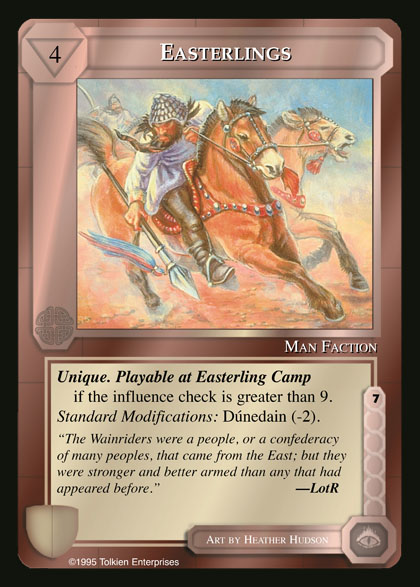 4
EASTERLINGS
MAN FACTION
Unique. Playable at Easterling Camp
if the influence check is greater than 9.
Standard Modifications: Dúnedain (-2).
7
“The Wainriders were a people, or a confederacy
of many peoples, that came from the East; but they
were stronger and better armed than any that had
appeared before.” —LotR
ART BY HEATHER HUDSON
©1995 Tolkien Enterprises